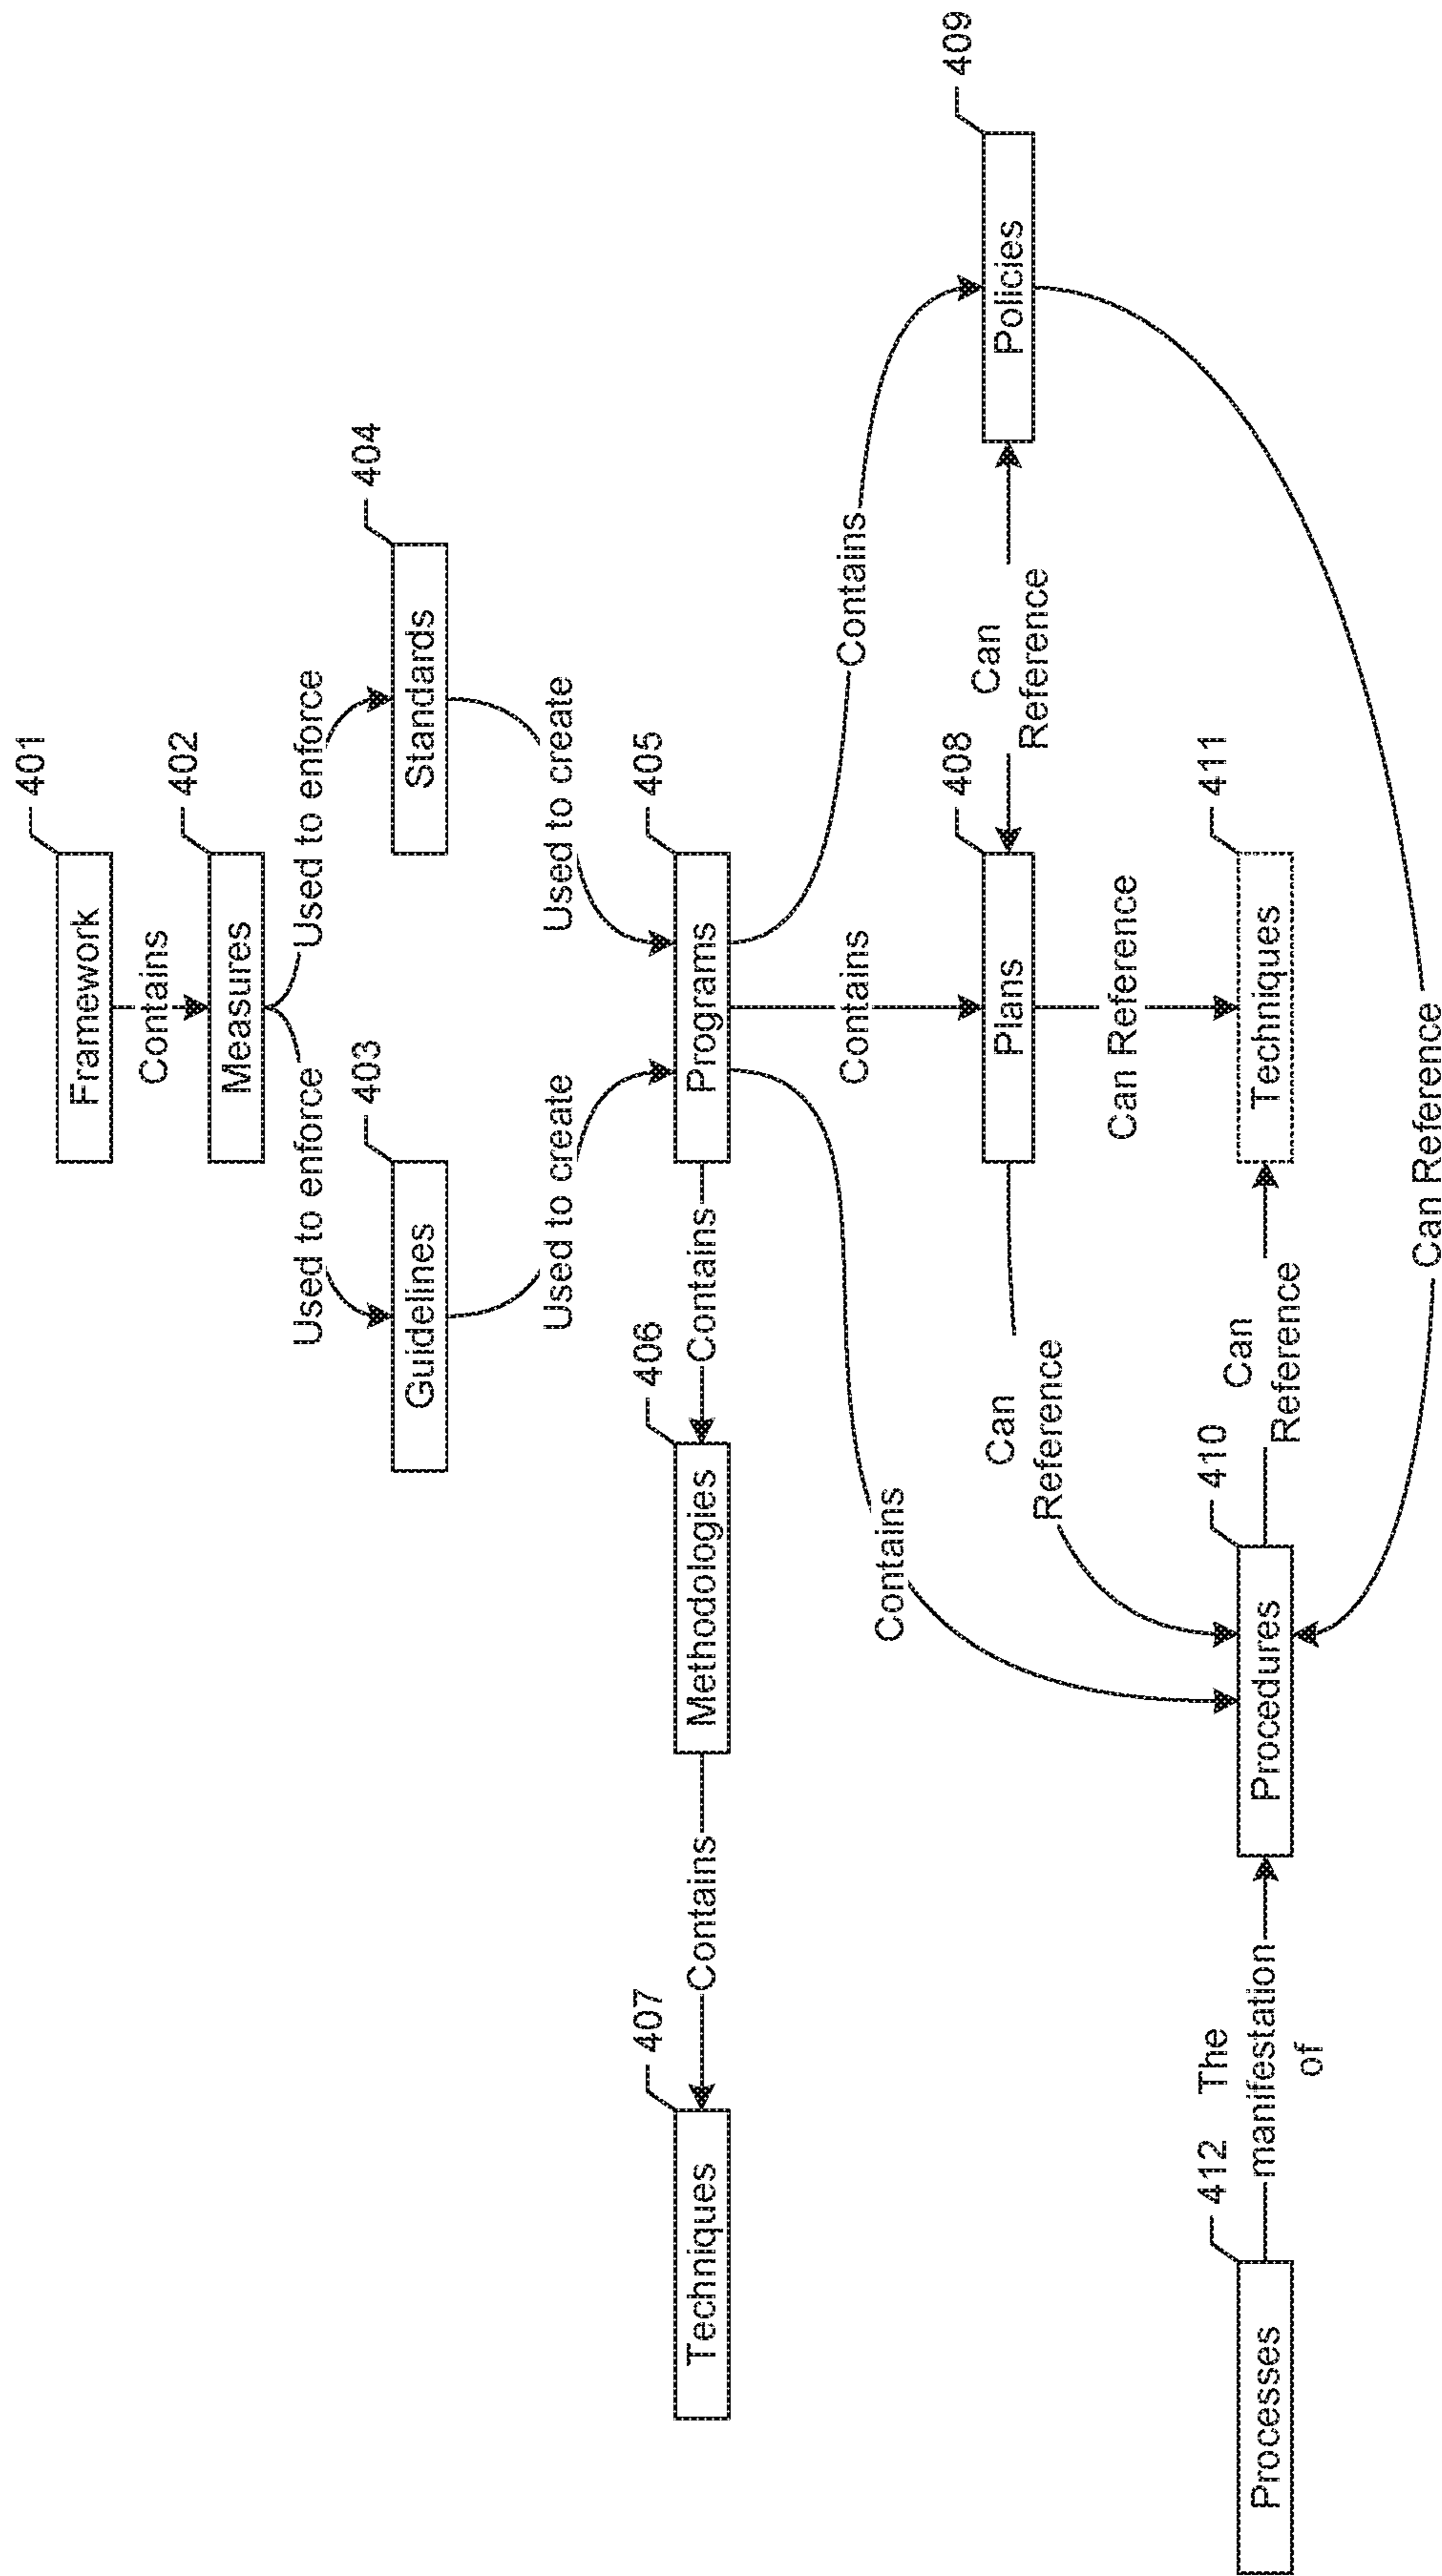 401
Framework
Contains
402
Measures
Used to enforce
Used to enforce
403
404
Guidelines
Standards
Used to create
Used to create
407
406
405
Techniques
Contains
Methodologies
Contains
Programs
Contains
Contains
Contains
408
409
Can
Reference
Plans
Can
Reference
Policies
Can Reference
412
The
manifestation
of
410
Can
Reference
411
Processes
Procedures
Techniques
Can Reference